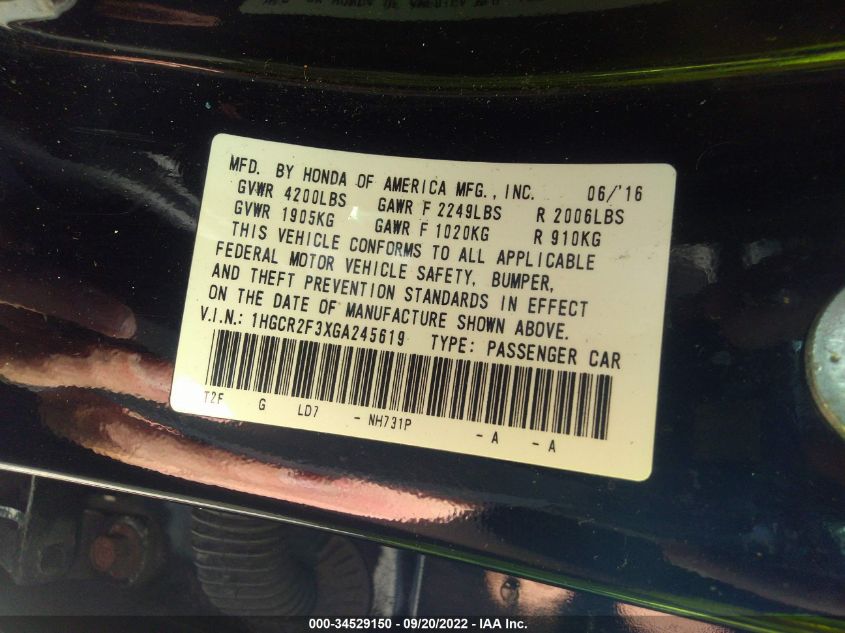 MFD. BY HONDA OF AMERICA MFG., INC. 06/'16
GVWR 4200LBS GAWR F 2249LBS R 2006LBS
GVWR 1905KG GAWR F 1020KG R 910KG
THIS VEHICLE CONFORMS TO ALL APPLICABLE
FEDERAL MOTOR VEHICLE SAFETY, BUMPER,
AND THEFT PREVENTION STANDARDS IN EFFECT
ON THE DATE OF MANUFACTURE SHOWN ABOVE.
V.I.N.: 1HGCR2F3XGA245619 TYPE: PASSENGER CAR
T2F G LD7 - NH731P - A - A
000-34529150 - 09/20/2022 - IAA Inc.